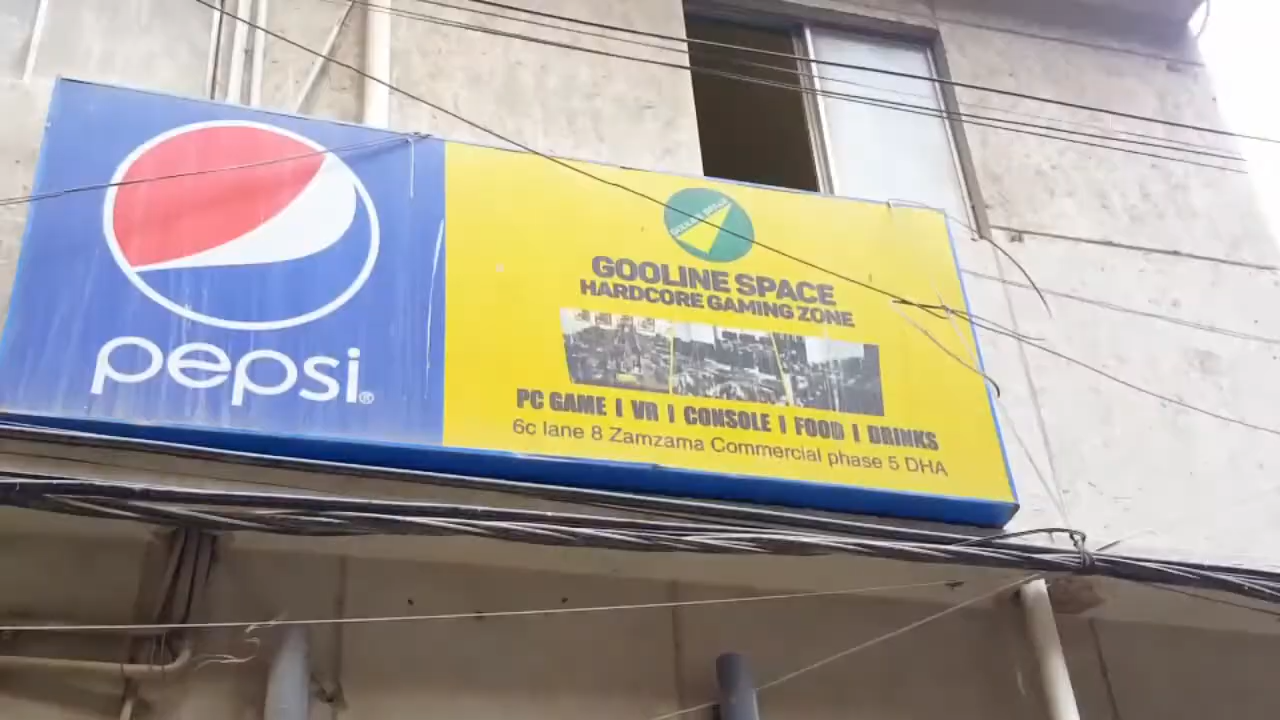 pepsi®
GOOLINE SPACE
HARDCORE GAMING ZONE
PC GAME I VR I CONSOLE I FOOD I DRINKS
6c lane 8 Zamzama Commercial phase 5 DHA